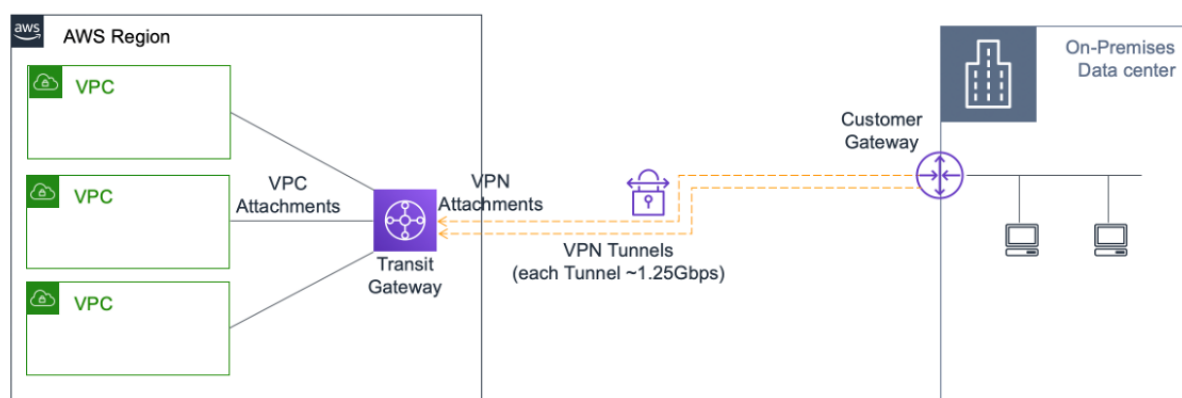 aws
AWS Region
VPC
VPC
VPC
VPC
Attachments
Transit
Gateway
VPN
Attachments
VPN Tunnels
(each Tunnel ~1.25Gbps)
Customer
Gateway
On-Premises
Data center